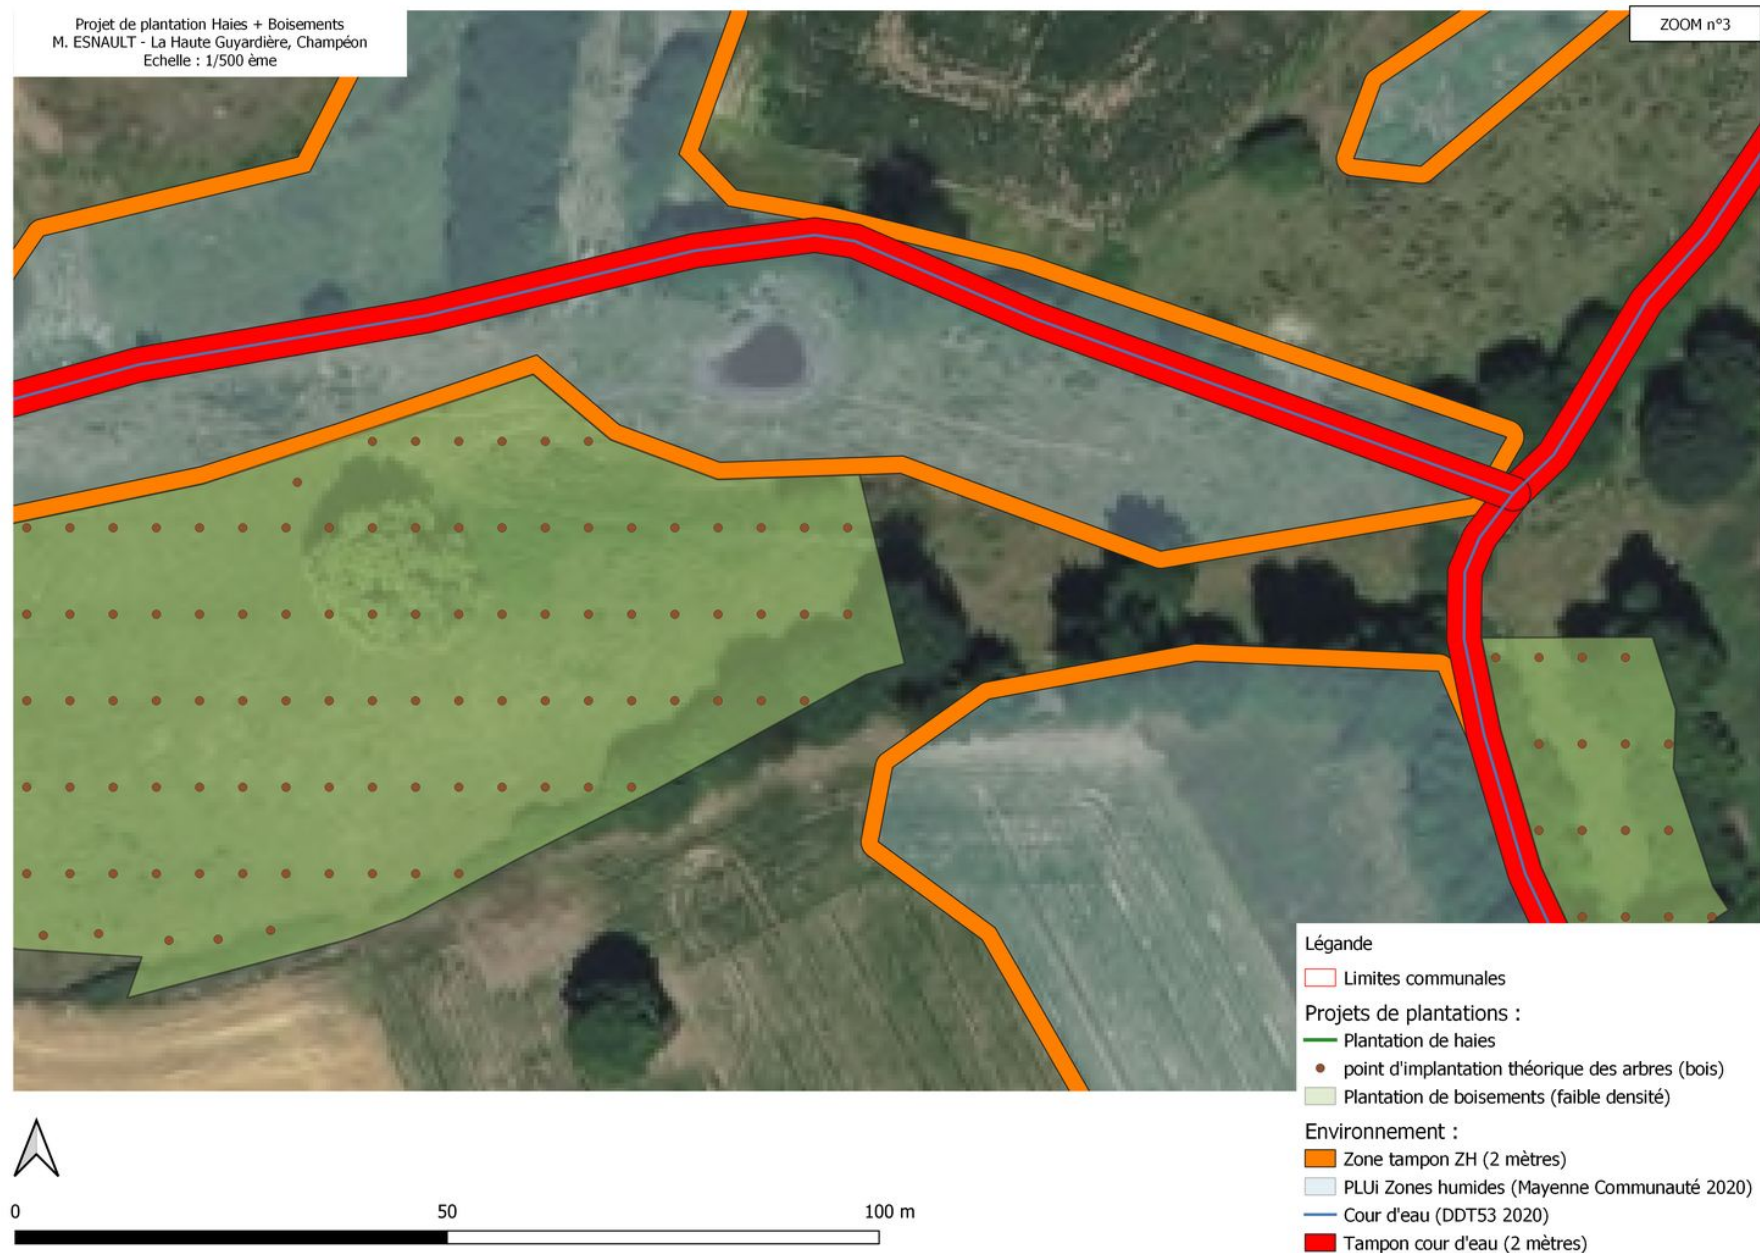 Projet de plantation Haies + Boisements
M. ESNAULT - La Haute Guyardière, Champéon
Echelle : 1/500 ème
ZOOM n°3
Légande
Limites communales
Projets de plantations :
Plantation de haies
point d'implantation théorique des arbres (bois)
Plantation de boisements (faible densité)
Environnement :
Zone tampon ZH (2 mètres)
PLUi Zones humides (Mayenne Communauté 2020)
Cour d'eau (DDT53 2020)
Tampon cour d'eau (2 mètres)
0 50 100 m